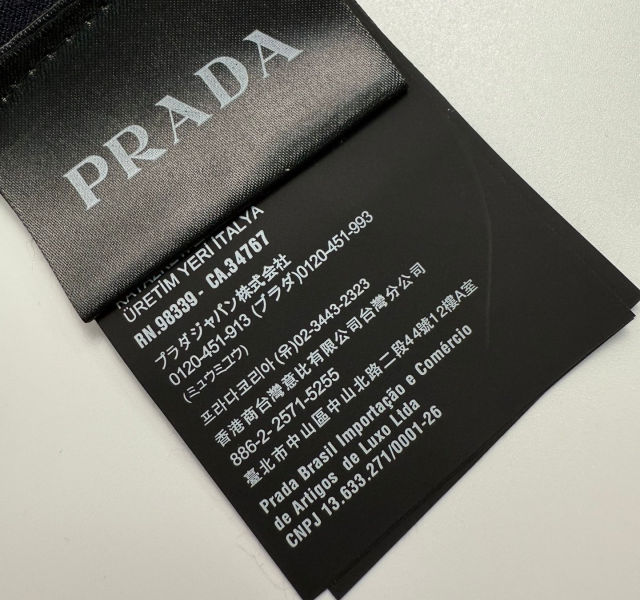 PRADA
ÜRETİM YERİ İTALYA
RN.98339 - CA.34767
プラダジャパン株式会社
0120-451-913 (プラダ)0120-451-993
(ミュウミュウ)
프라다코리아(유)02-3443-2323
香港商台灣意比有限公司台灣分公司
886-2- 2571-5255
臺北市中山區中山北路二段44號12樓A室
Prada Brasil Importação e Comércio
de Artigos de Luxo Ltda
CNPJ 13.633.271/0001-26